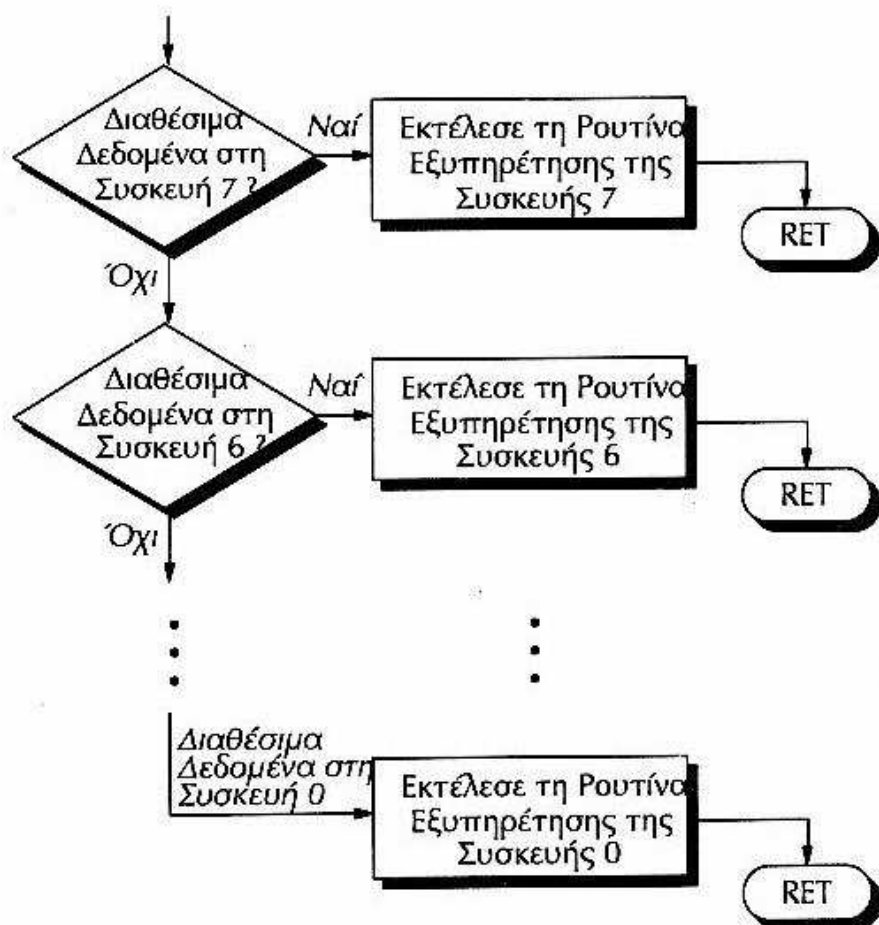 Διαθέσιμα
Δεδομένα στη
Συσκευή 7 ?
Ναί
Εκτέλεσε τη Ρουτίνα
Εξυπηρέτησης της
Συσκευής 7
RET
Όχι
Διαθέσιμα
Δεδομένα στη
Συσκευή 6 ?
Ναί
Εκτέλεσε τη Ρουτίνα
Εξυπηρέτησης της
Συσκευής 6
RET
Όχι
Διαθέσιμα
Δεδομένα στη
Συσκευή 0
Εκτέλεσε τη Ρουτίνα
Εξυπηρέτησης της
Συσκευής 0
RET